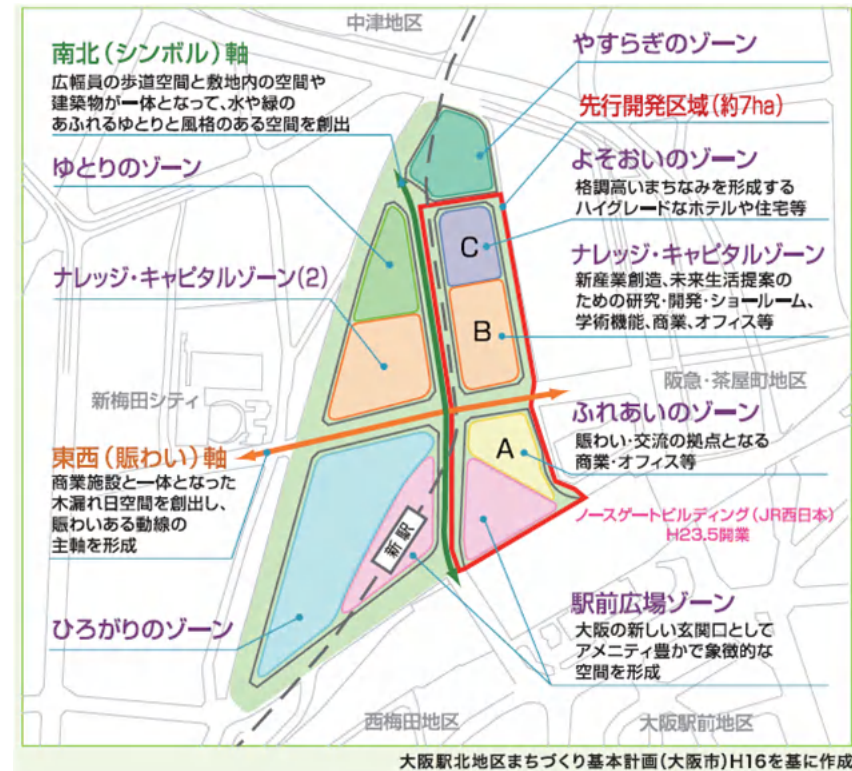 中津地区
南北(シンボル)軸
広幅員の歩道空間と敷地内の空間や
建築物が一体となって、水や緑の
あふれるゆとりと風格のある空間を創出
ゆとりのゾーン
ナレッジ・キャピタルゾーン(2)
新梅田シティ
東西(賑わい)軸
商業施設と一体となった
木漏れ日空間を創出し、
賑わいある動線の
主軸を形成
ひろがりのゾーン
やすらぎのゾーン
先行開発区域(約7ha)
よそおいのゾーン
格調高いまちなみを形成する
ハイグレードなホテルや住宅等
ナレッジ・キャピタルゾーン
新産業創造、未来生活提案の
ための研究・開発・ショールーム、
学術機能、商業、オフィス等
阪急・茶屋町地区
ふれあいのゾーン
賑わい・交流の拠点となる
商業・オフィス等
ノースゲートビルディング(JR西日本)
H23.5開業
駅前広場ゾーン
大阪の新しい玄関口として
アメニティ豊かで象徴的な
空間を形成
C
B
A
新駅
西梅田地区
大阪駅前地区
大阪駅北地区まちづくり基本計画(大阪市)H16を基に作成